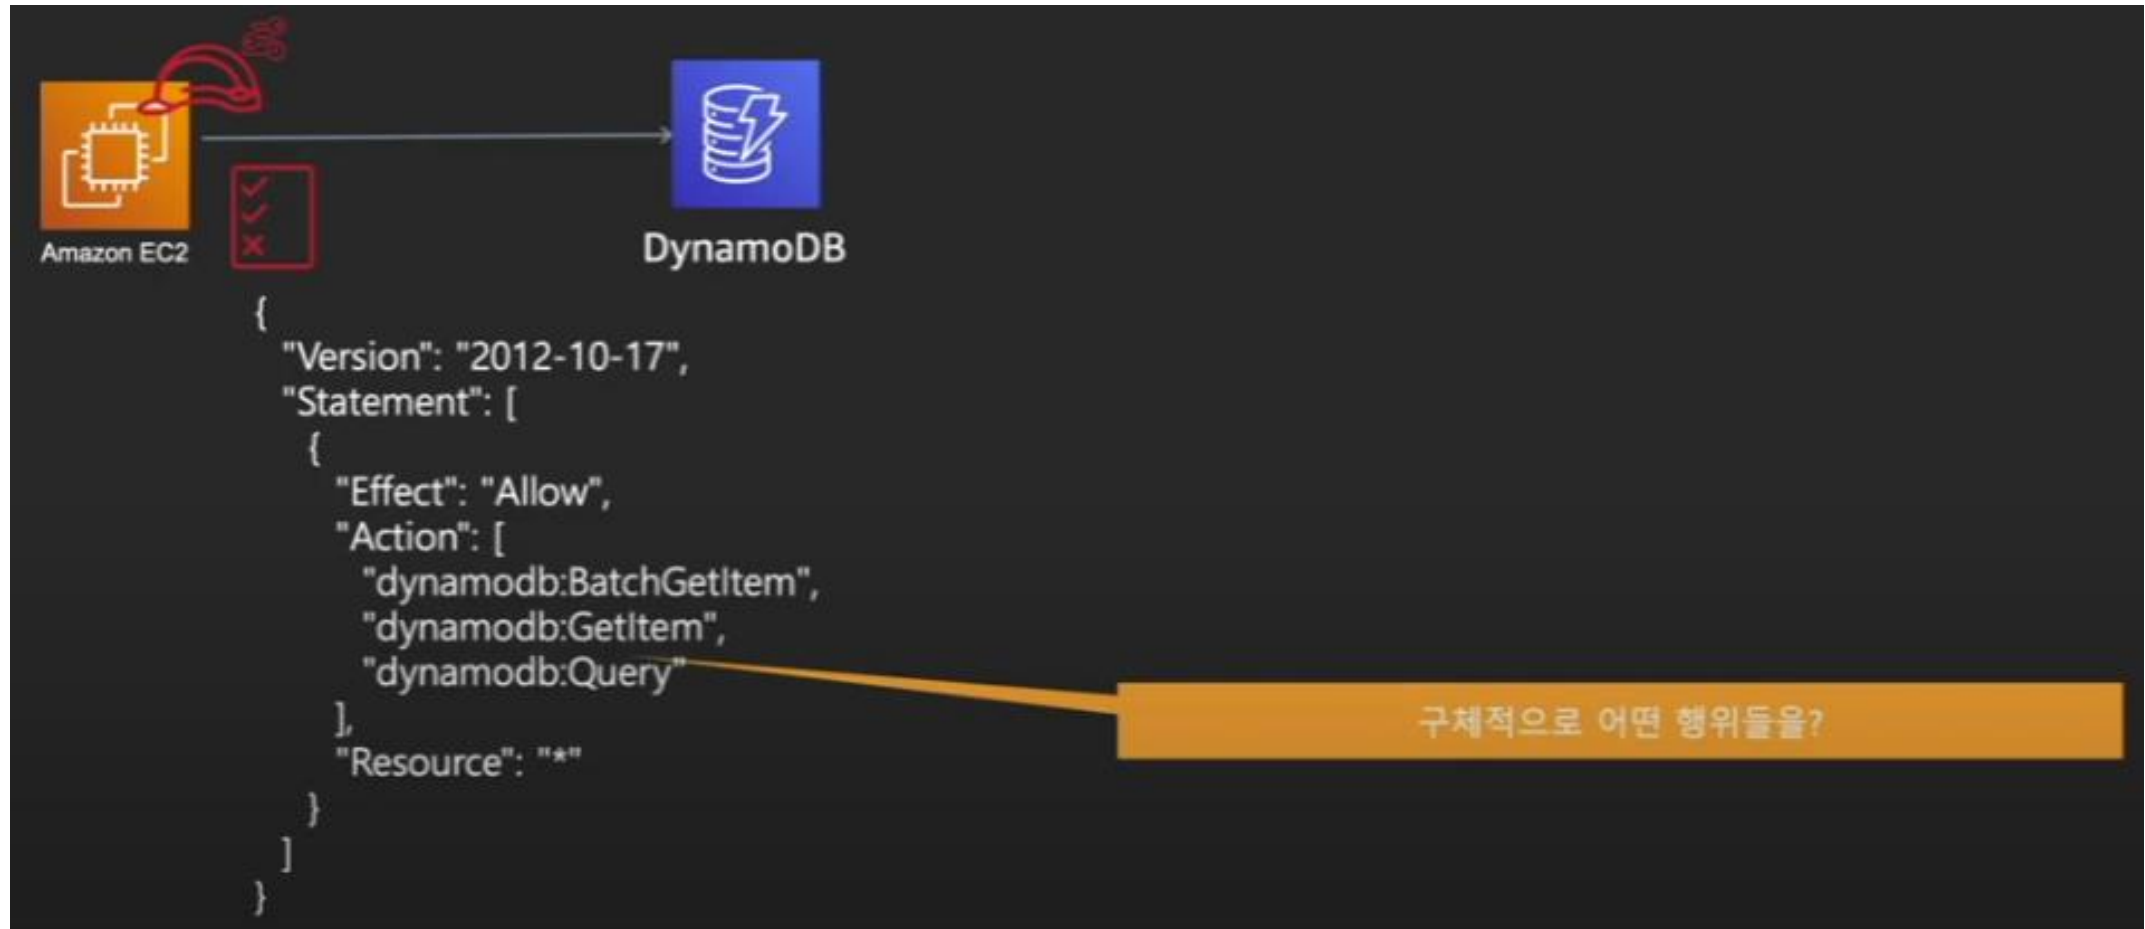 Amazon EC2
DynamoDB
{
"Version": "2012-10-17",
"Statement": [
{
"Effect": "Allow",
"Action": [
"dynamodb:BatchGetItem",
"dynamodb:GetItem",
"dynamodb:Query"
],
"Resource": "*"
}
]
}
구체적으로 어떤 행위들을?